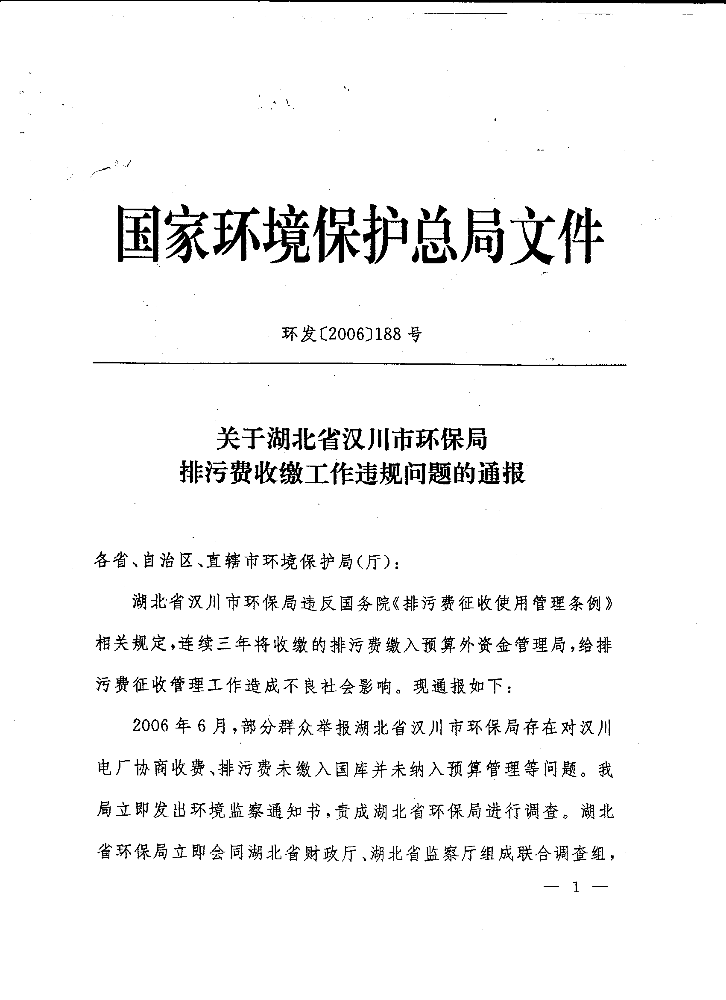 国家环境保护总局文件
环发〔2006〕188 号
关于湖北省汉川市环保局
排污费收缴工作违规问题的通报
各省、自治区、直辖市环境保护局(厅):
湖北省汉川市环保局违反国务院《排污费征收使用管理条例》
相关规定,连续三年将收缴的排污费缴入预算外资金管理局,给排
污费征收管理工作造成不良社会影响。现通报如下:
2006 年 6 月,部分群众举报湖北省汉川市环保局存在对汉川
电厂协商收费、排污费未缴入国库并未纳入预算管理等问题。我
局立即发出环境监察通知书,责成湖北省环保局进行调查。湖北
省环保局立即会同湖北省财政厅、湖北省监察厅组成联合调查组,
— 1 —